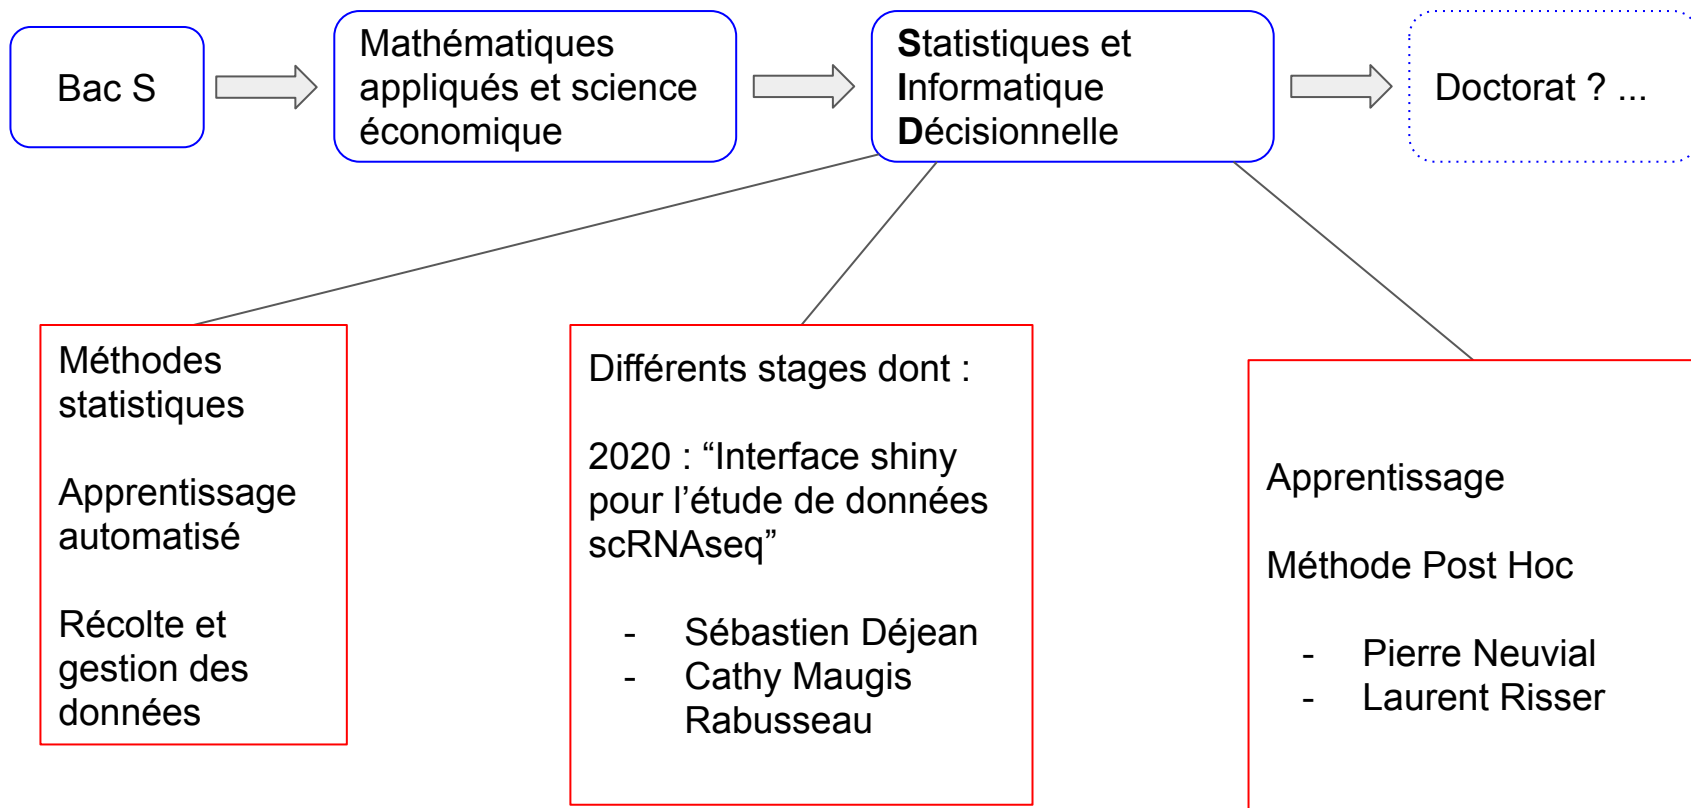 Bac S
Mathématiques
appliqués et science
économique
Statistiques et
Informatique
Décisionnelle
Doctorat ? ...
Méthodes
statistiques
Apprentissage
automatisé
Récolte et
gestion des
données
Différents stages dont :
2020 : “Interface shiny
pour l’étude de données
scRNAseq”
- Sébastien Déjean
- Cathy Maugis
Rabusseau
Apprentissage
Méthode Post Hoc
- Pierre Neuvial
- Laurent Risser